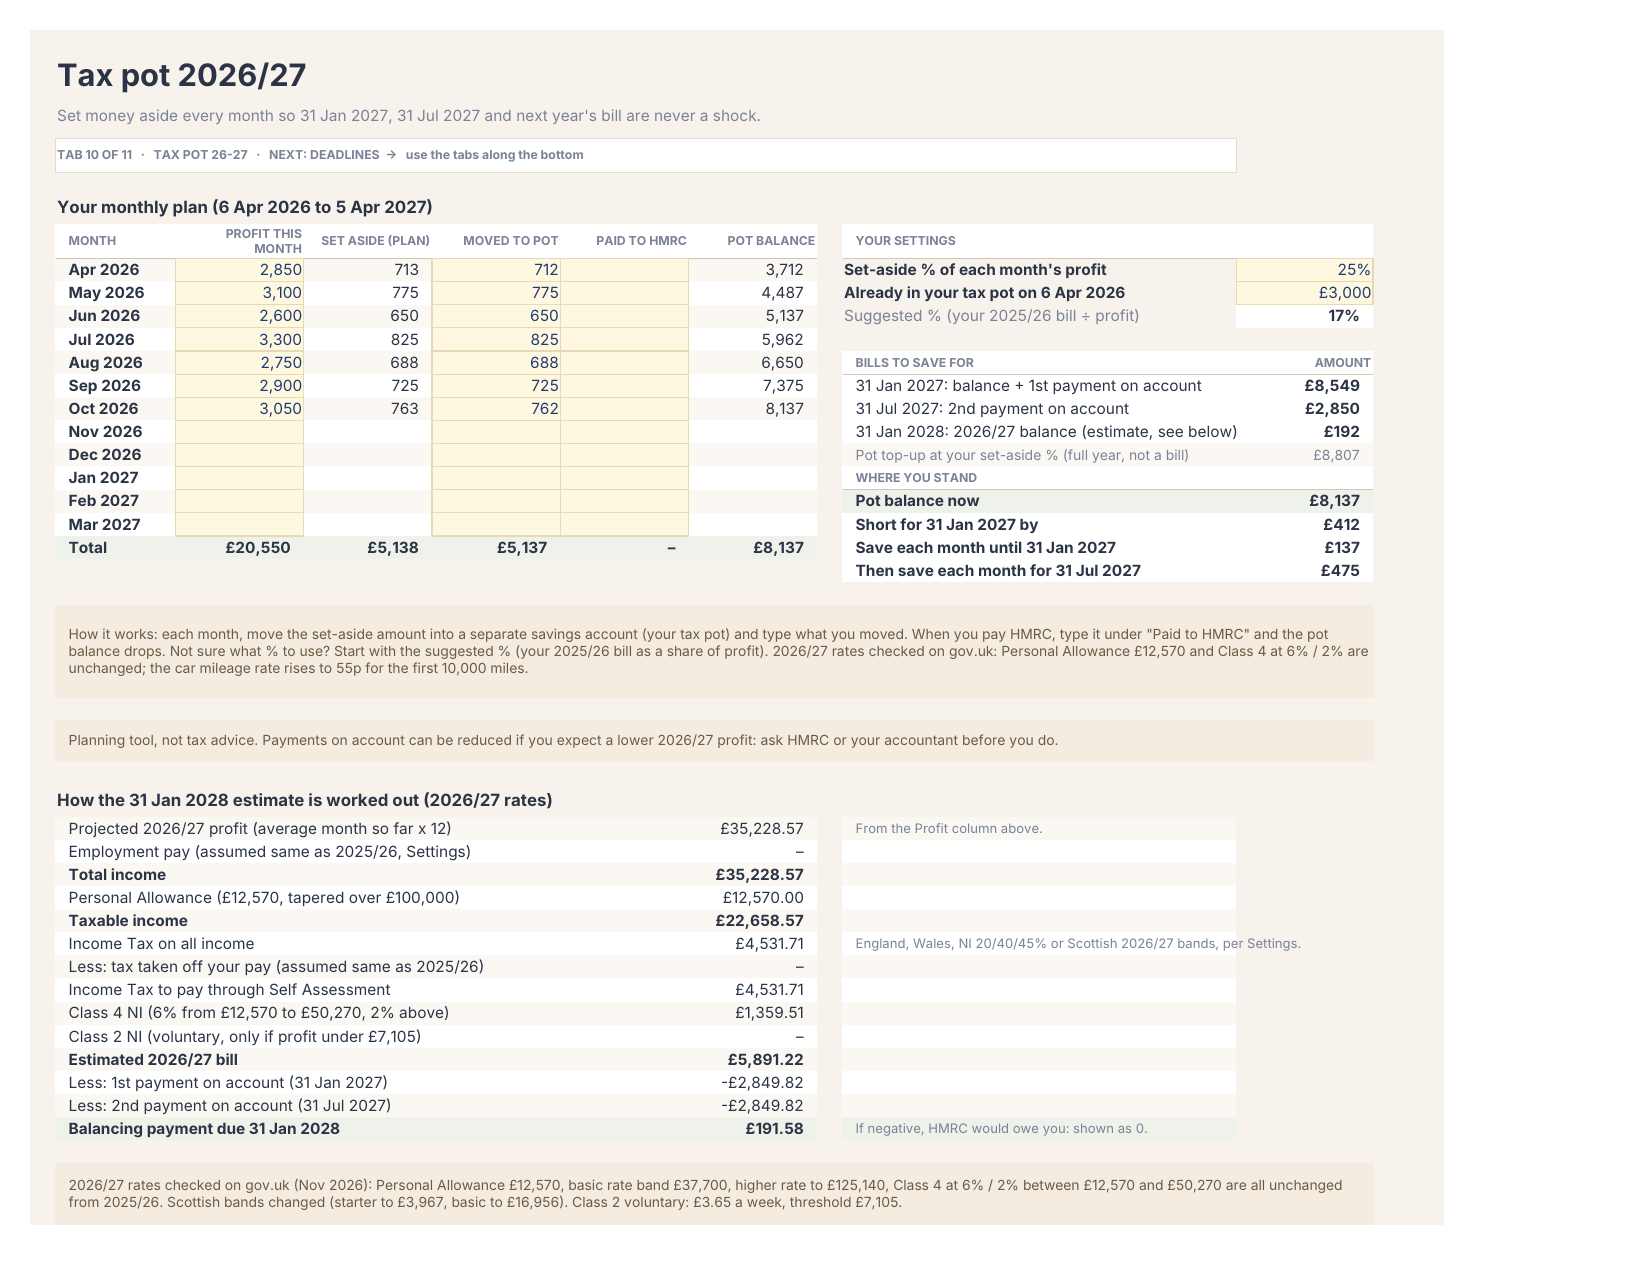 Tax pot 2026/27
Set money aside every month so 31 Jan 2027, 31 Jul 2027 and next year's bill are never a shock.
TAB 10 OF 11 · TAX POT 26-27 · NEXT: DEADLINES → use the tabs along the bottom
Your monthly plan (6 Apr 2026 to 5 Apr 2027)
MONTH PROFIT THIS MONTH SET ASIDE (PLAN) MOVED TO POT PAID TO HMRC POT BALANCE
Apr 2026 2,850 713 712 3,712
May 2026 3,100 775 775 4,487
Jun 2026 2,600 650 650 5,137
Jul 2026 3,300 825 825 5,962
Aug 2026 2,750 688 688 6,650
Sep 2026 2,900 725 725 7,375
Oct 2026 3,050 763 762 8,137
Nov 2026
Dec 2026
Jan 2027
Feb 2027
Mar 2027
Total £20,550 £5,138 £5,137 – £8,137
YOUR SETTINGS
Set-aside % of each month's profit 25%
Already in your tax pot on 6 Apr 2026 £3,000
Suggested % (your 2025/26 bill ÷ profit) 17%
BILLS TO SAVE FOR AMOUNT
31 Jan 2027: balance + 1st payment on account £8,549
31 Jul 2027: 2nd payment on account £2,850
31 Jan 2028: 2026/27 balance (estimate, see below) £192
Pot top-up at your set-aside % (full year, not a bill) £8,807
WHERE YOU STAND
Pot balance now £8,137
Short for 31 Jan 2027 by £412
Save each month until 31 Jan 2027 £137
Then save each month for 31 Jul 2027 £475
How it works: each month, move the set-aside amount into a separate savings account (your tax pot) and type what you moved. When you pay HMRC, type it under "Paid to HMRC" and the pot
balance drops. Not sure what % to use? Start with the suggested % (your 2025/26 bill as a share of profit). 2026/27 rates checked on gov.uk: Personal Allowance £12,570 and Class 4 at 6% / 2% are
unchanged; the car mileage rate rises to 55p for the first 10,000 miles.
Planning tool, not tax advice. Payments on account can be reduced if you expect a lower 2026/27 profit: ask HMRC or your accountant before you do.
How the 31 Jan 2028 estimate is worked out (2026/27 rates)
Projected 2026/27 profit (average month so far x 12) £35,228.57 From the Profit column above.
Employment pay (assumed same as 2025/26, Settings) –
Total income £35,228.57
Personal Allowance (£12,570, tapered over £100,000) £12,570.00
Taxable income £22,658.57
Income Tax on all income £4,531.71 England, Wales, NI 20/40/45% or Scottish 2026/27 bands, per Settings.
Less: tax taken off your pay (assumed same as 2025/26) –
Income Tax to pay through Self Assessment £4,531.71
Class 4 NI (6% from £12,570 to £50,270, 2% above) £1,359.51
Class 2 NI (voluntary, only if profit under £7,105) –
Estimated 2026/27 bill £5,891.22
Less: 1st payment on account (31 Jan 2027) -£2,849.82
Less: 2nd payment on account (31 Jul 2027) -£2,849.82
Balancing payment due 31 Jan 2028 £191.58 If negative, HMRC would owe you: shown as 0.
2026/27 rates checked on gov.uk (Nov 2026): Personal Allowance £12,570, basic rate band £37,700, higher rate to £125,140, Class 4 at 6% / 2% between £12,570 and £50,270 are all unchanged
from 2025/26. Scottish bands changed (starter to £3,967, basic to £16,956). Class 2 voluntary: £3.65 a week, threshold £7,105.